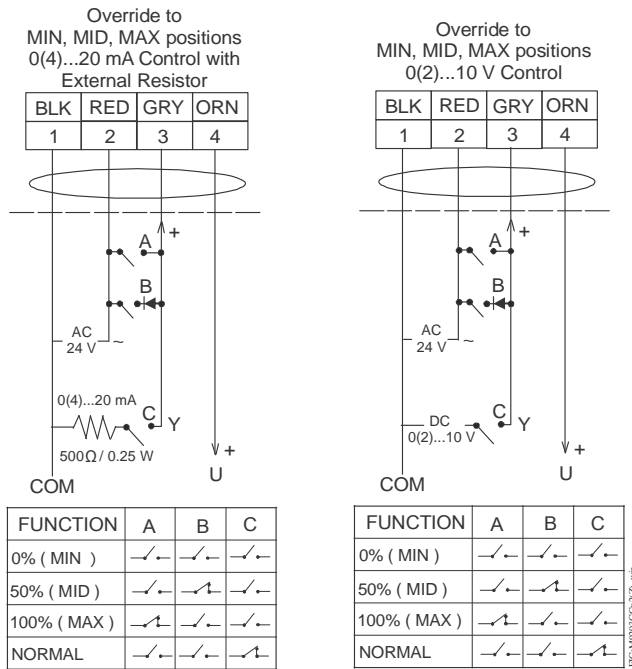 Override to
MIN, MID, MAX positions
0(4)...20 mA Control with
External Resistor
BLK RED GRY ORN
1 2 3 4
A +
B
AC
24 V ~
0(4)...20 mA
C Y
500Ω / 0.25 W
+
U
COM
FUNCTION A B C
0% ( MIN )
50% ( MID )
100% ( MAX )
NORMAL
Override to
MIN, MID, MAX positions
0(2)...10 V Control
BLK RED GRY ORN
1 2 3 4
A +
B
AC
24 V ~
DC
0(2)...10 V
C Y
+
U
COM
FUNCTION A B C
0% ( MIN )
50% ( MID )
100% ( MAX )
NORMAL